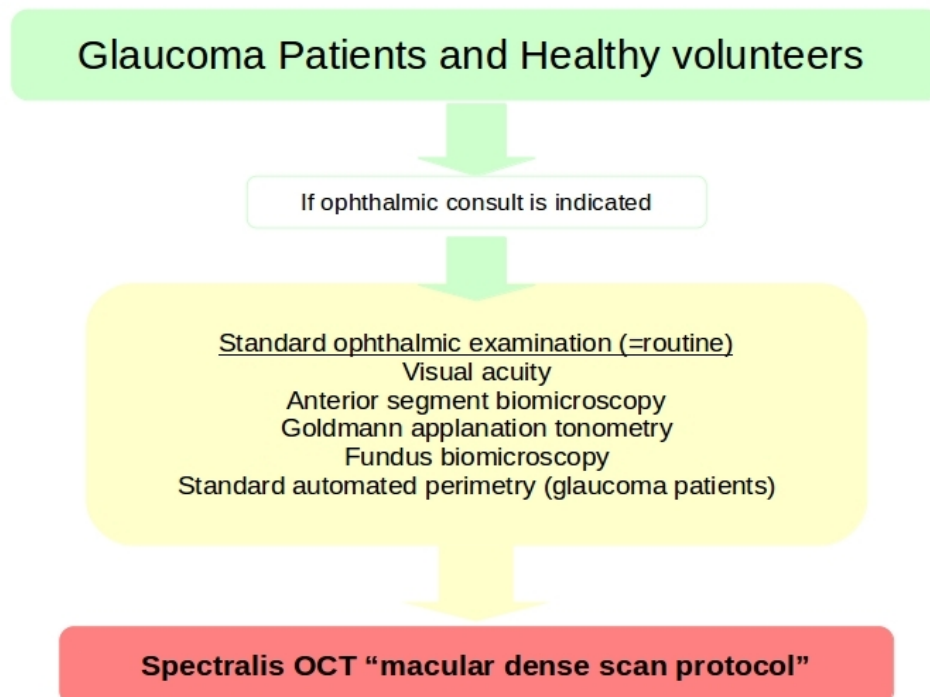 Glaucoma Patients and Healthy volunteers
If ophthalmic consult is indicated
Standard ophthalmic examination (=routine)
Visual acuity
Anterior segment biomicroscopy
Goldmann applanation tonometry
Fundus biomicroscopy
Standard automated perimetry (glaucoma patients)
Spectralis OCT “macular dense scan protocol”